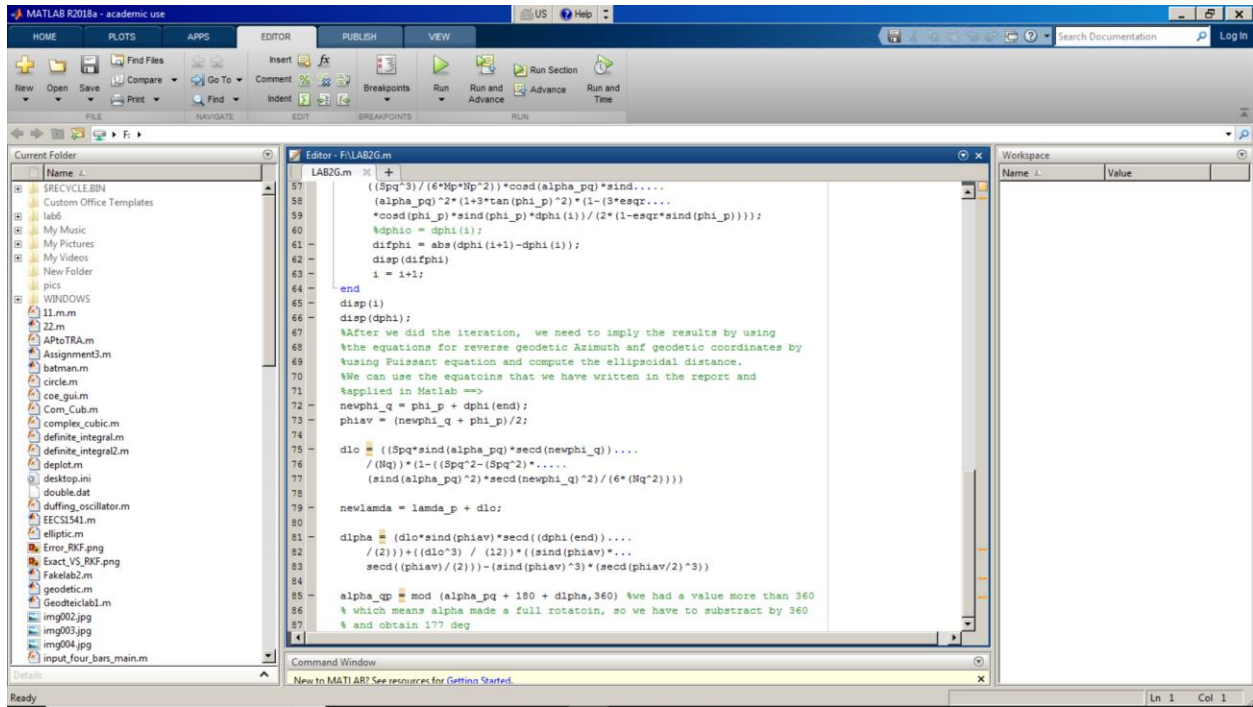 MATLAB R2018a - academic use
US Help
HOME PLOTS APPS EDITOR PUBLISH VIEW
Search Documentation Log In
New Open Save Find Files Compare Print
Go To Find
Insert fx
Comment
Indent
Breakpoints
Run Run and Advance Run Section Advance Run and Time
FILE NAVIGATE EDIT BREAKPOINTS RUN
F:
Current Folder
Name
$RECYCLE.BIN
Custom Office Templates
lab6
My Music
My Pictures
My Videos
New Folder
pics
WINDOWS
11.m.m
22.m
APtoTRA.m
Assignment3.m
batman.m
circle.m
coe_gui.m
Com_Cub.m
complex_cubic.m
definite_integral.m
definite_integral2.m
deplot.m
desktop.ini
double.dat
duffing_oscillator.m
EECS1541.m
elliptic.m
Error_RKF.png
Exact_VS_RKF.png
Fakelab2.m
geodetic.m
Geodteiclab1.m
img002.jpg
img003.jpg
img004.jpg
input_four_bars_main.m
Details
Editor - F:\LAB2G.m
LAB2G.m
57 ((Spq^3)/(6*Mp*Np^2))*cosd(alpha_pq)*sind.....
58 (alpha_pq)^2*(1+3*tan(phi_p)^2)*(1-(3*esqr....
59 *cosd(phi_p)*sind(phi_p)*dphi(i))/(2*(1-esqr*sind(phi_p))));
60 %dphio = dphi(i);
61 difphi = abs(dphi(i+1)-dphi(i));
62 disp(difphi)
63 i = i+1;
64 end
65 disp(i)
66 disp(dphi);
67 %After we did the iteration, we need to imply the results by using
68 %the equations for reverse geodetic Azimuth anf geodetic coordinates by
69 %using Puissant equation and compute the ellipsoidal distance.
70 %We can use the equatoins that we have written in the report and
71 %applied in Matlab ==>
72 newphi_q = phi_p + dphi(end);
73 phiav = (newphi_q + phi_p)/2;
74
75 dlo = ((Spq*sind(alpha_pq)*secd(newphi_q))....
76 /(Nq))*(1-((Spq^2-(Spq^2)*.....
77 (sind(alpha_pq)^2)*secd(newphi_q)^2)/(6*(Nq^2))))
78
79 newlamda = lamda_p + dlo;
80
81 dlpha = (dlo*sind(phiav)*secd((dphi(end))....
82 /(2)))+((dlo^3) / (12))*((sind(phiav)*...
83 secd((phiav)/(2)))-(sind(phiav)^3)*(secd(phiav/2)^3))
84
85 alpha_qp = mod (alpha_pq + 180 + dlpha,360) %we had a value more than 360
86 % which means alpha made a full rotatoin, so we have to substract by 360
87 % and obtain 177 deg
Command Window
New to MATLAB? See resources for Getting Started.
Workspace
Name Value
Ready
Ln 1 Col 1